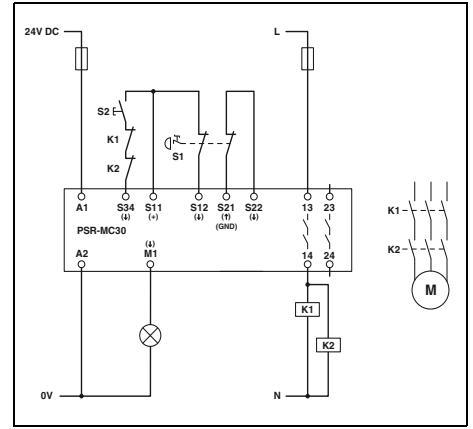 24V DC
L
S2
K1
K2
S1
A1 S34 S11 S12 S21 S22 13 23
(↓) (+) (↓) (↑) (↓)
(GND)
PSR-MC30
(↓)
A2 M1 14 24
K1
K2
0V
N
K1
K2
M